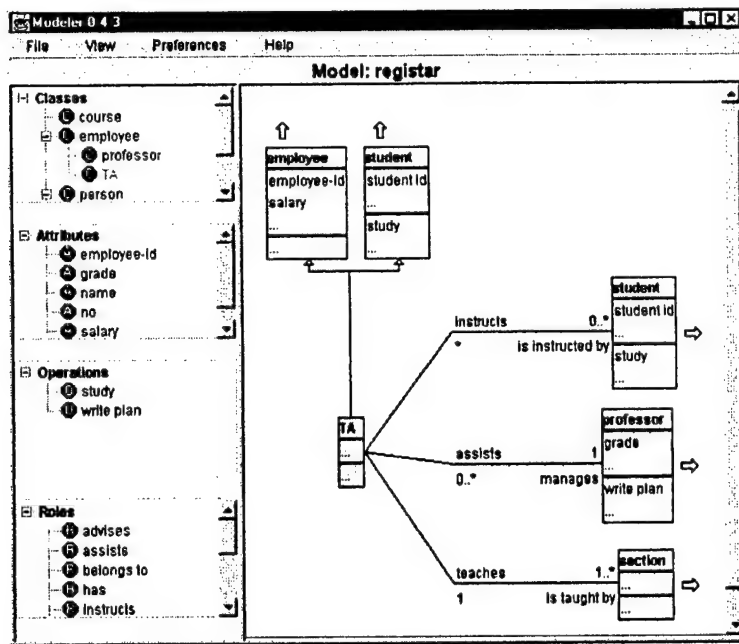 Modeler 0 4 3
File View Preferences Help
Model: registar
Classes
course
employee
professor
TA
person
Attributes
employee-id
grade
name
no
salary
Operations
study
write plan
Roles
advises
assists
belongs to
has
instructs
employee
employee-id
salary
...
...
student
student id
...
study
...
instructs 0..*
* is instructed by
student
student id
...
study
...
TA
...
...
assists 1
0..* manages
professor
grade
...
write plan
...
teaches 1..*
1 is taught by
section
...
...